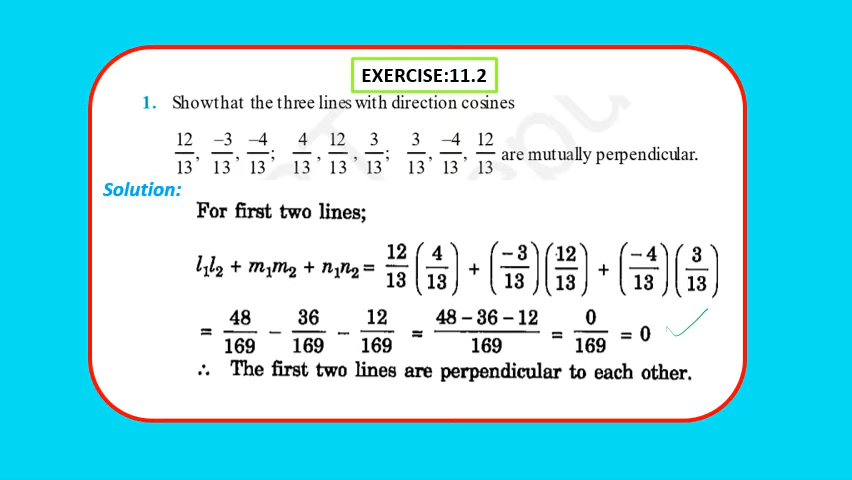 EXERCISE:11.2
1. Showthat the three lines with direction cosines
12/13, -3/13, -4/13; 4/13, 12/13, 3/13; 3/13, -4/13, 12/13 are mutually perpendicular.
Solution:
For first two lines;
l₁l₂ + m₁m₂ + n₁n₂ = 12/13 (4/13) + (-3/13) (12/13) + (-4/13) (3/13)
= 48/169 - 36/169 - 12/169 = (48 - 36 - 12)/169 = 0/169 = 0
∴ The first two lines are perpendicular to each other.